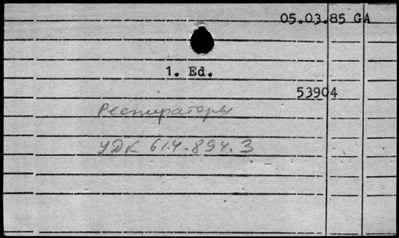 05.03.85 GA
1. Ed.
53904
Респираторы
УДК 614.894.3